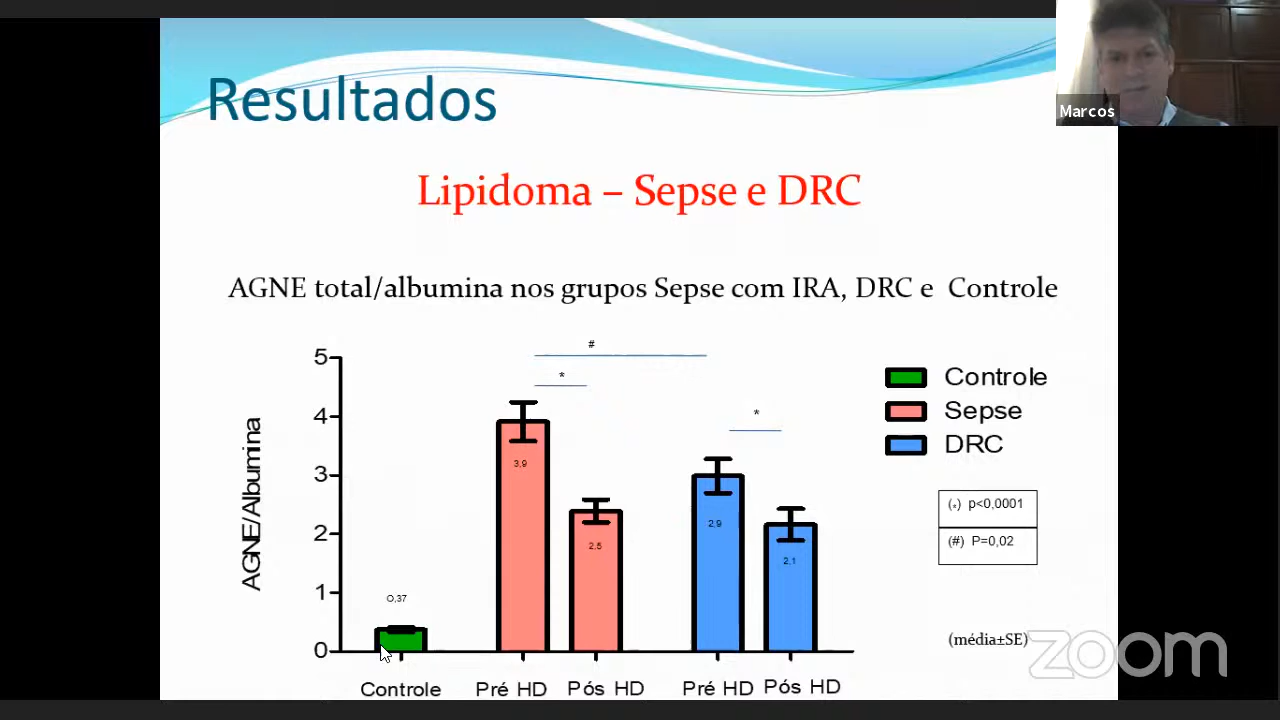 Resultados
Marcos
Lipidoma – Sepse e DRC
AGNE total/albumina nos grupos Sepse com IRA, DRC e Controle
AGNE/Albumina
5
4
3
2
1
0
#
*
*
0,37
3,9
2,5
2,9
2,1
Controle
Pré HD
Pós HD
Pré HD
Pós HD
Controle
Sepse
DRC
(*) p<0,0001
(#) P=0,02
(média±SE)
zoom